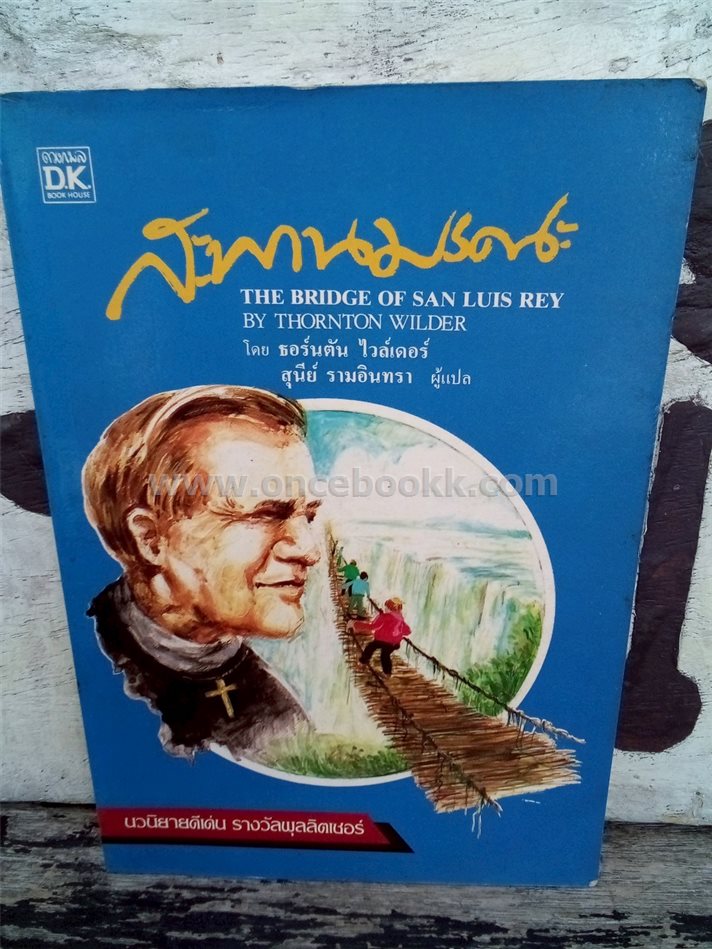 ดวงกมล
D.K.
BOOK HOUSE
สะพานมรณะ
THE BRIDGE OF SAN LUIS REY
BY THORNTON WILDER
โดย ธอร์นตัน ไวล์เดอร์
สุนีย์ รามอินทรา ผู้แปล
www.oncebookk.com
นวนิยายดีเด่น รางวัลพุลลิตเซอร์